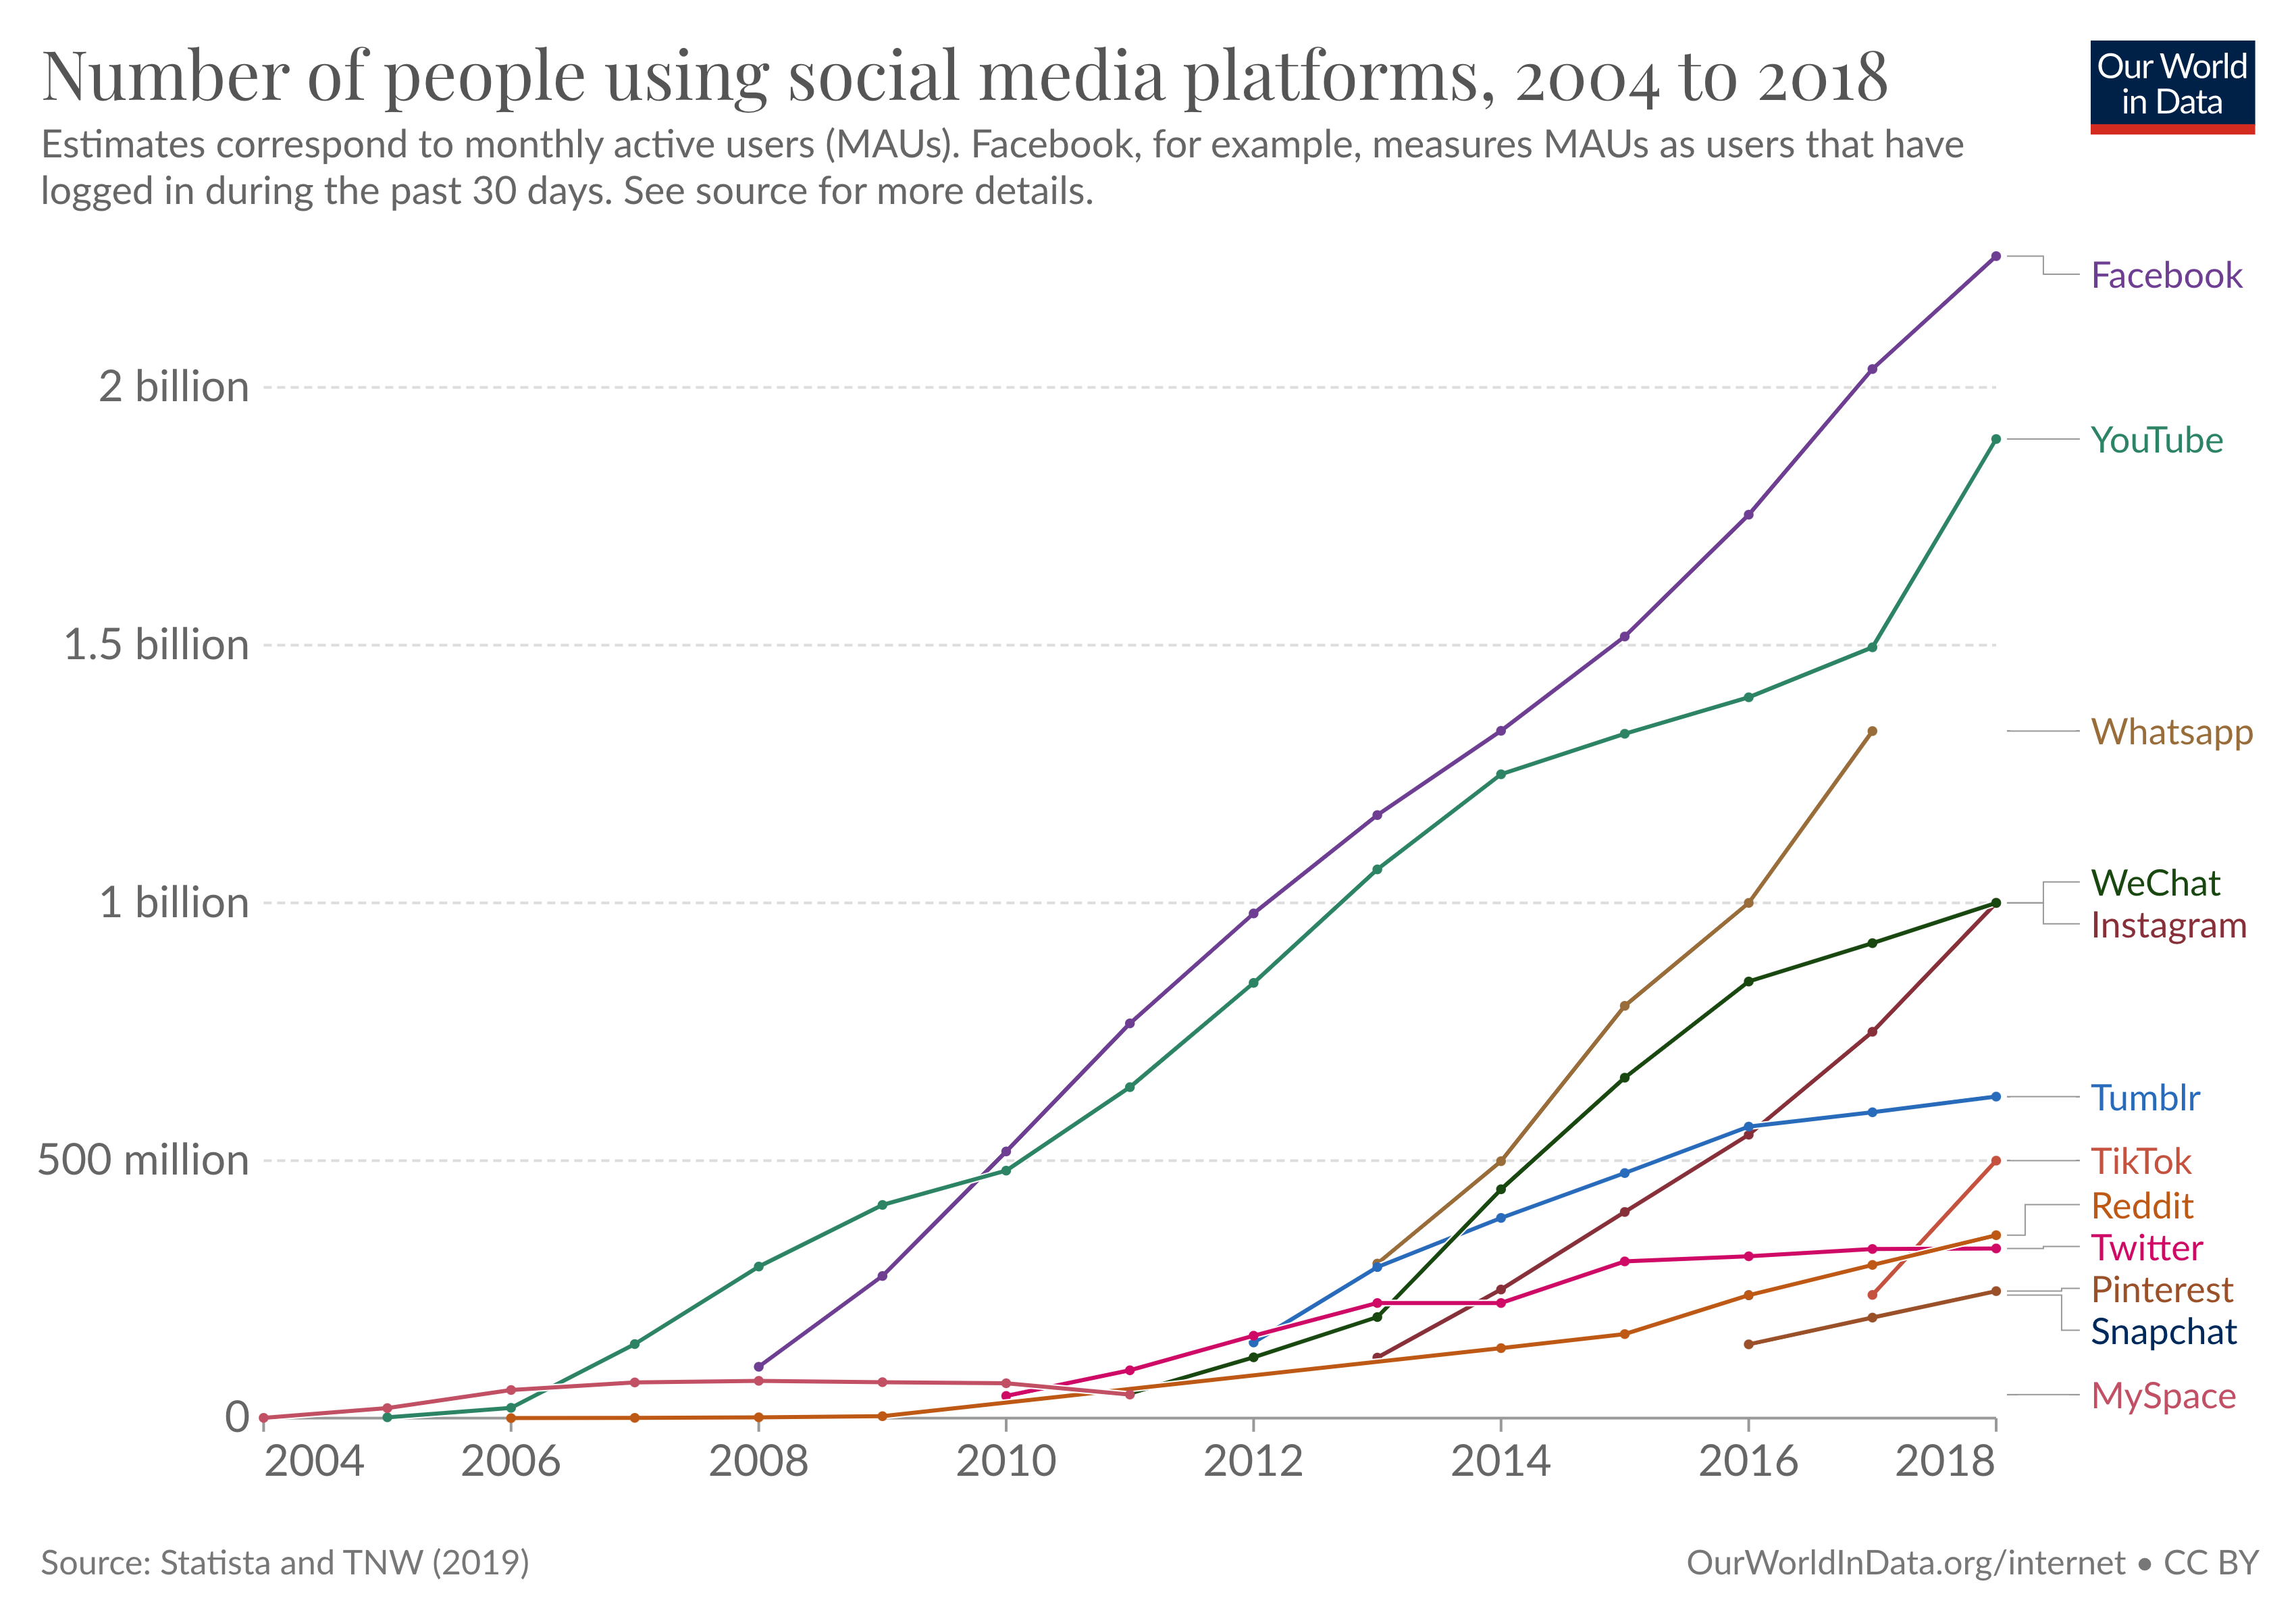 Number of people using social media platforms, 2004 to 2018
Our World
in Data
Estimates correspond to monthly active users (MAUs). Facebook, for example, measures MAUs as users that have
logged in during the past 30 days. See source for more details.
Facebook
2 billion
YouTube
1.5 billion
Whatsapp
WeChat
1 billion
Instagram
Tumblr
500 million
TikTok
Reddit
Twitter
Pinterest
Snapchat
MySpace
0
2004 2006 2008 2010 2012 2014 2016 2018
Source: Statista and TNW (2019)
OurWorldInData.org/internet • CC BY